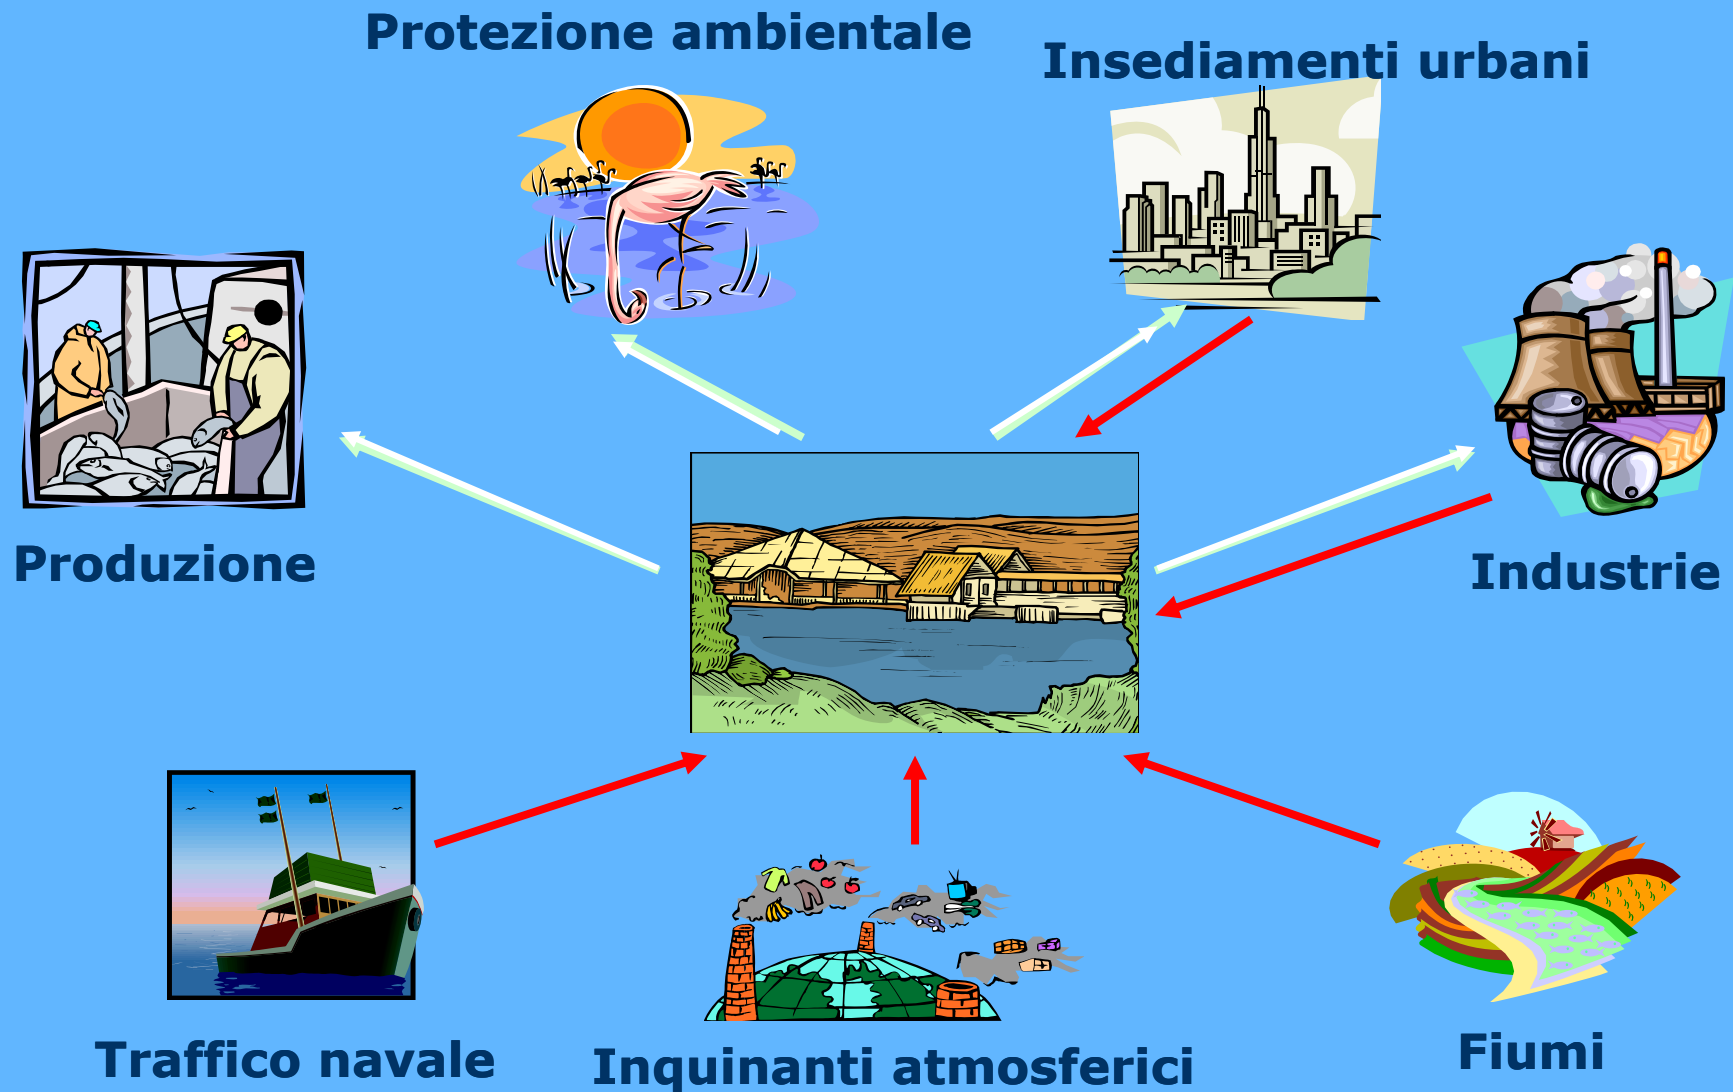 Protezione ambientale
Insediamenti urbani
Produzione
Industrie
Traffico navale
Inquinanti atmosferici
Fiumi